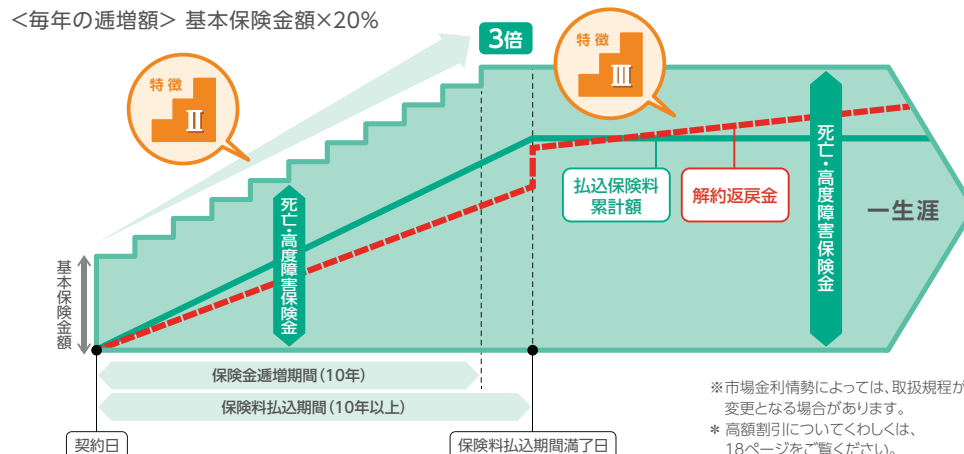 <毎年の逓増額> 基本保険金額×20%
3倍
特徴
Ⅱ
特徴
Ⅲ
死亡・高度障害保険金
払込保険料
累計額
解約返戻金
死亡・高度障害保険金
一生涯
基本保険金額
保険金逓増期間(10年)
保険料払込期間(10年以上)
契約日
保険料払込期間満了日
※市場金利情勢によっては、取扱規程が
変更となる場合があります。
* 高額割引についてくわしくは、
18ページをご覧ください。